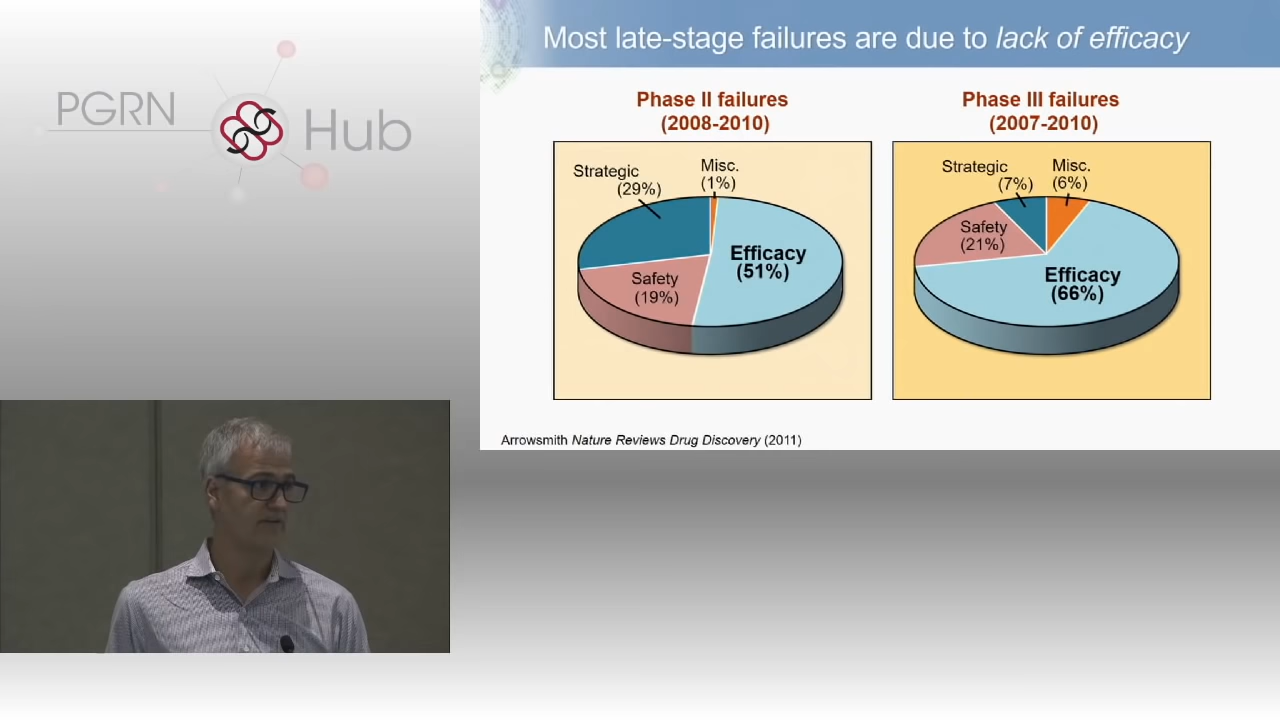 PGRN
Hub
Most late-stage failures are due to lack of efficacy
Phase II failures
(2008-2010)
Strategic
(29%)
Misc.
(1%)
Efficacy
(51%)
Safety
(19%)
Phase III failures
(2007-2010)
Strategic
(7%)
Misc.
(6%)
Safety
(21%)
Efficacy
(66%)
Arrowsmith Nature Reviews Drug Discovery (2011)